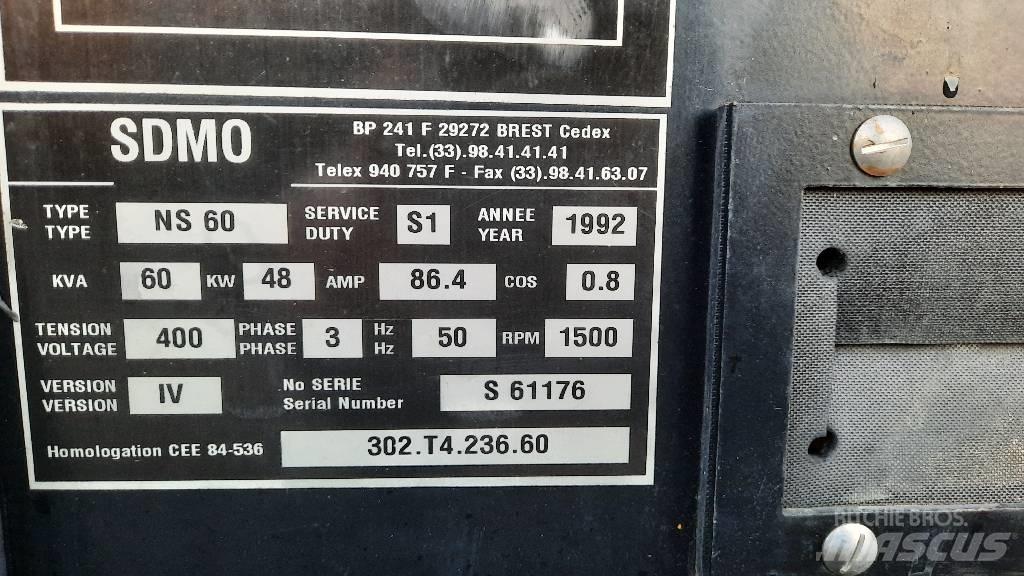 SDMO
BP 241 F 29272 BREST Cedex
Tel.(33).98.41.41.41
Telex 940 757 F - Fax (33).98.41.63.07
TYPE TYPE NS 60 SERVICE DUTY S1 ANNEE YEAR 1992
KVA 60 KW 48 AMP 86.4 COS 0.8
TENSION VOLTAGE 400 PHASE PHASE 3 Hz Hz 50 RPM 1500
VERSION VERSION IV No SERIE Serial Number S 61176
Homologation CEE 84-536 302.T4.236.60
RITCHIE BROS.
MASCUS